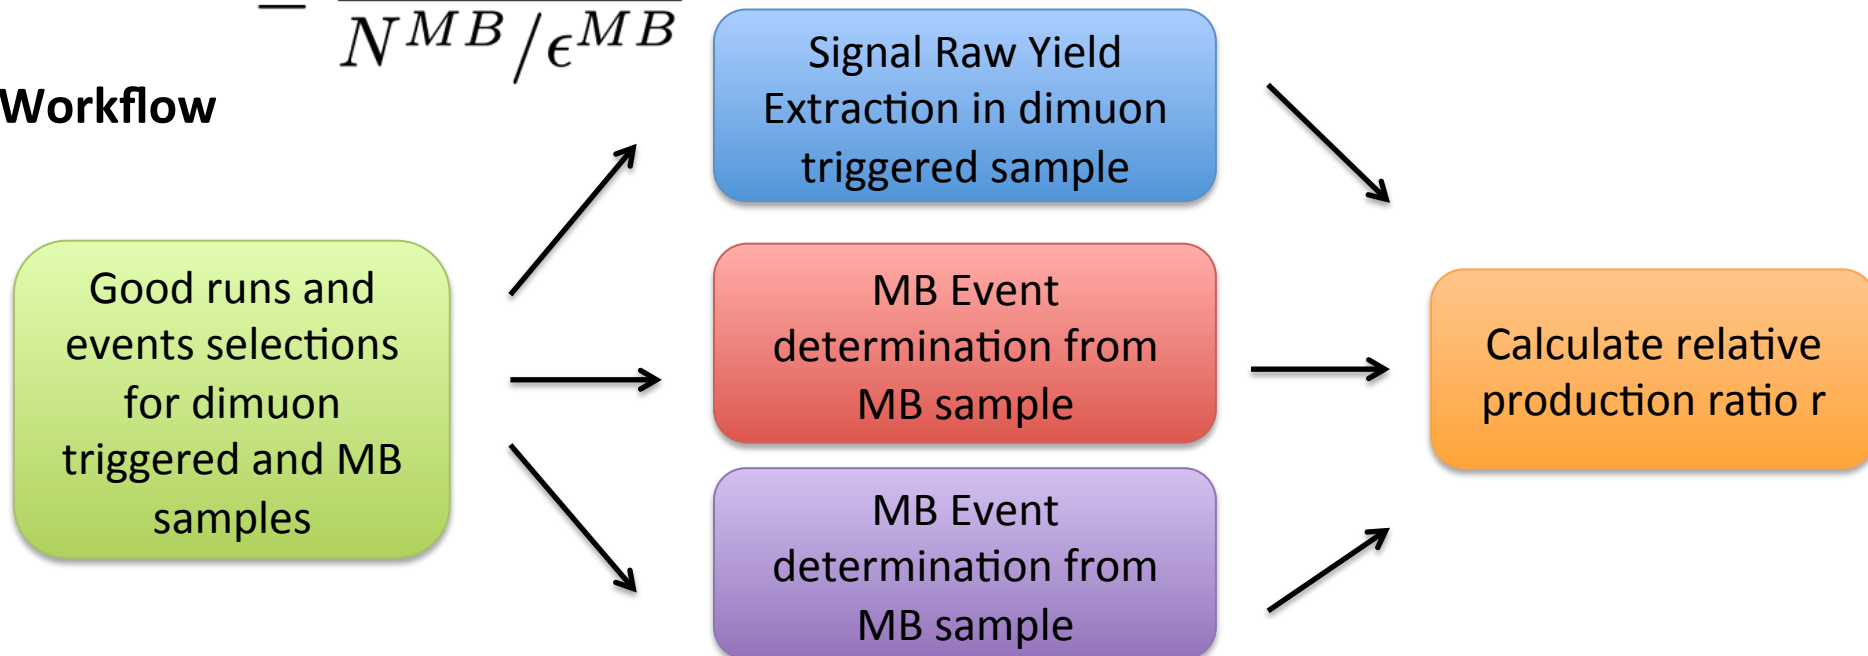 = N^{MB}/ϵ^{MB}
Workflow
Signal Raw Yield
Extraction in dimuon
triggered sample
Good runs and
events selections
for dimuon
triggered and MB
samples
MB Event
determination from
MB sample
MB Event
determination from
MB sample
Calculate relative
production ratio r